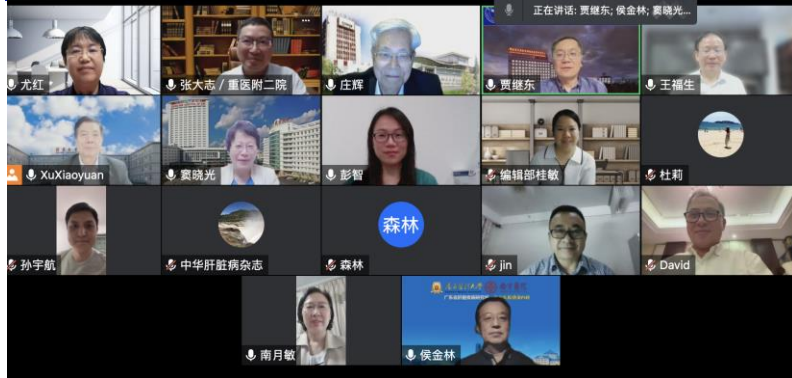 正在讲话: 贾继东; 侯金林; 窦晓光...
尤红
张大志 / 重医附二院
庄辉
贾继东
王福生
XuXiaoyuan
窦晓光
彭智
编辑部桂敏
杜莉
孙宇航
中华肝脏病杂志
森林
森林
jin
David
南月敏
侯金林